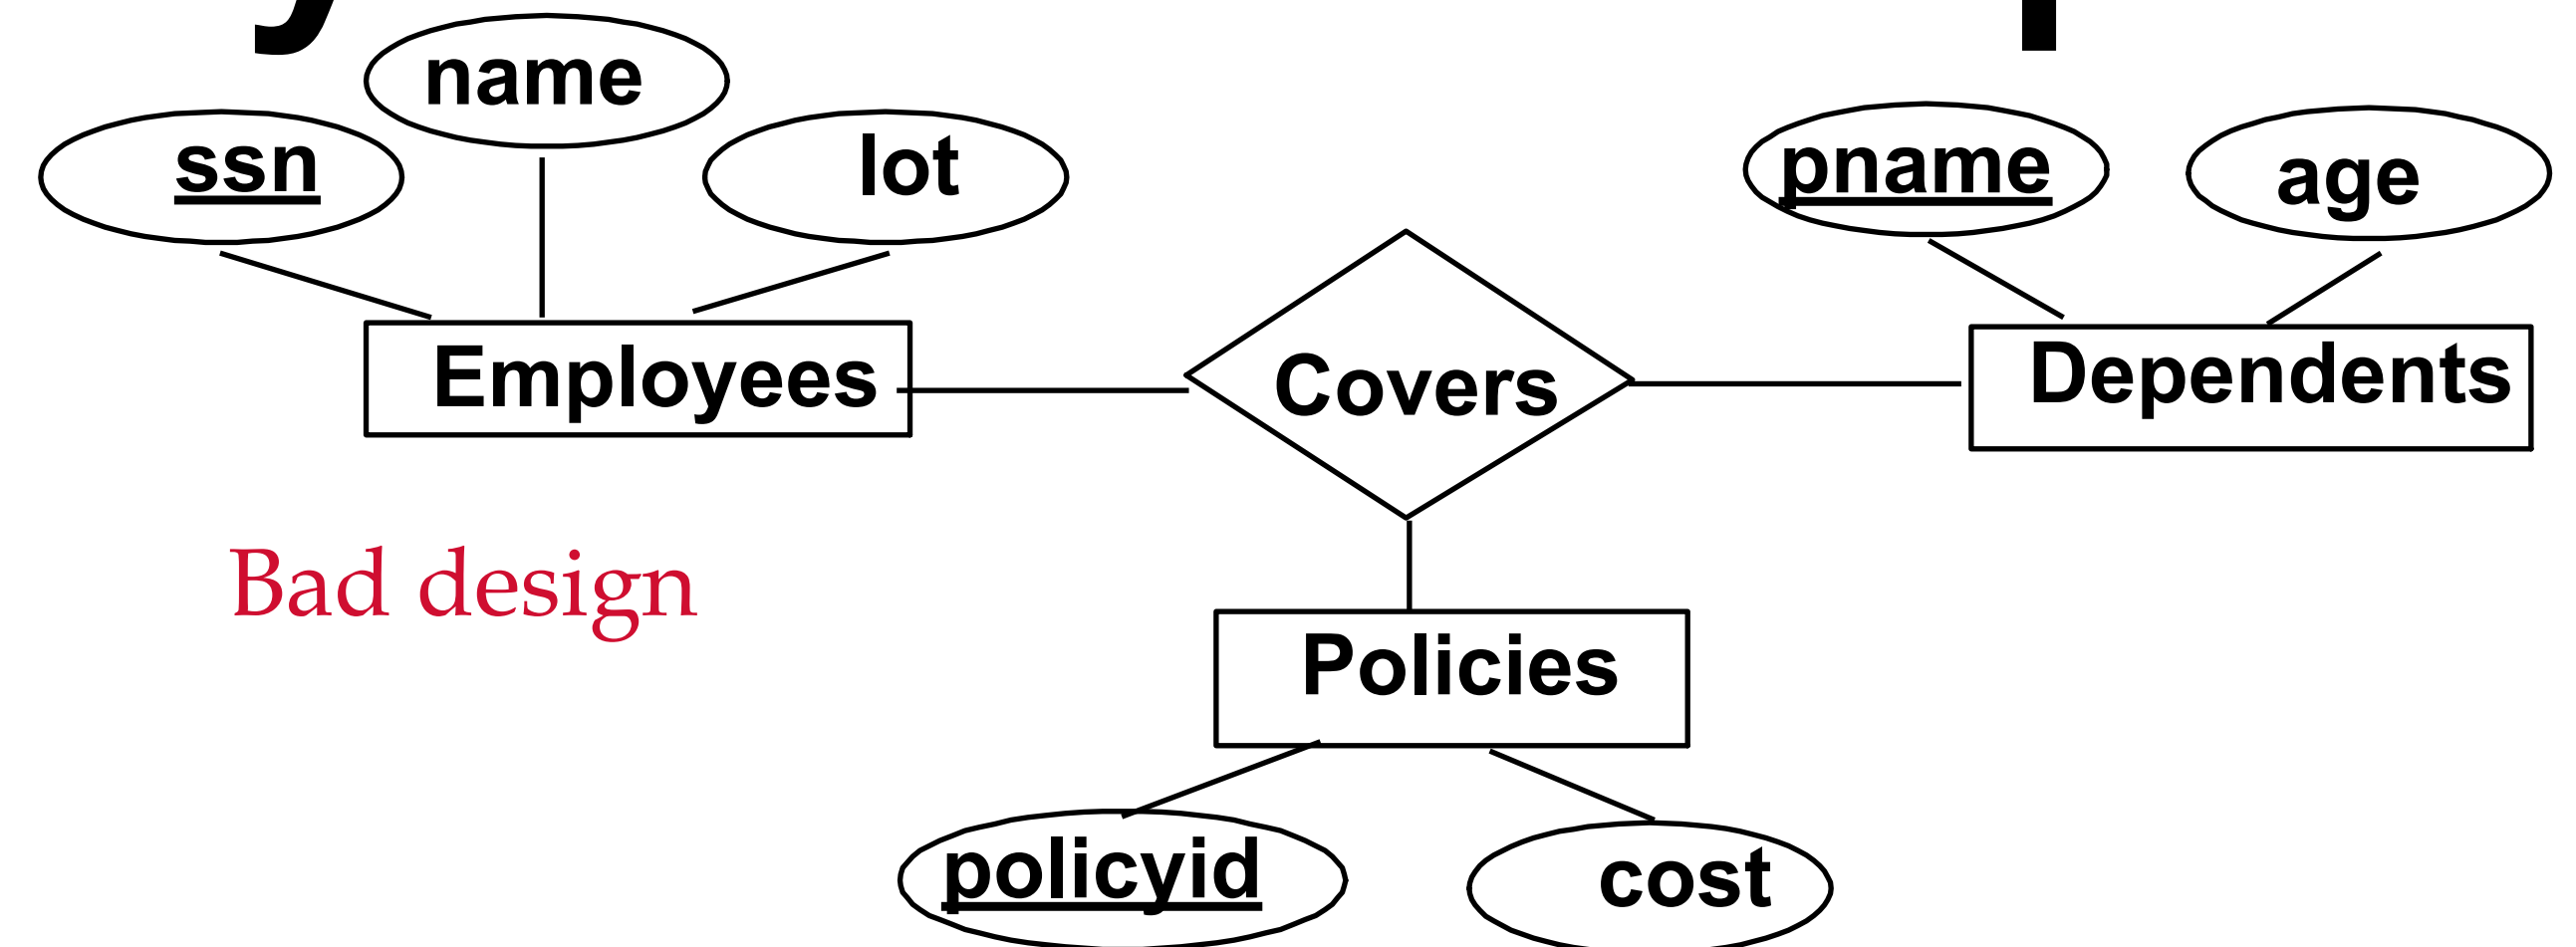 name
ssn
lot
pname
age
Employees
Covers
Dependents
Bad design
Policies
policyid
cost